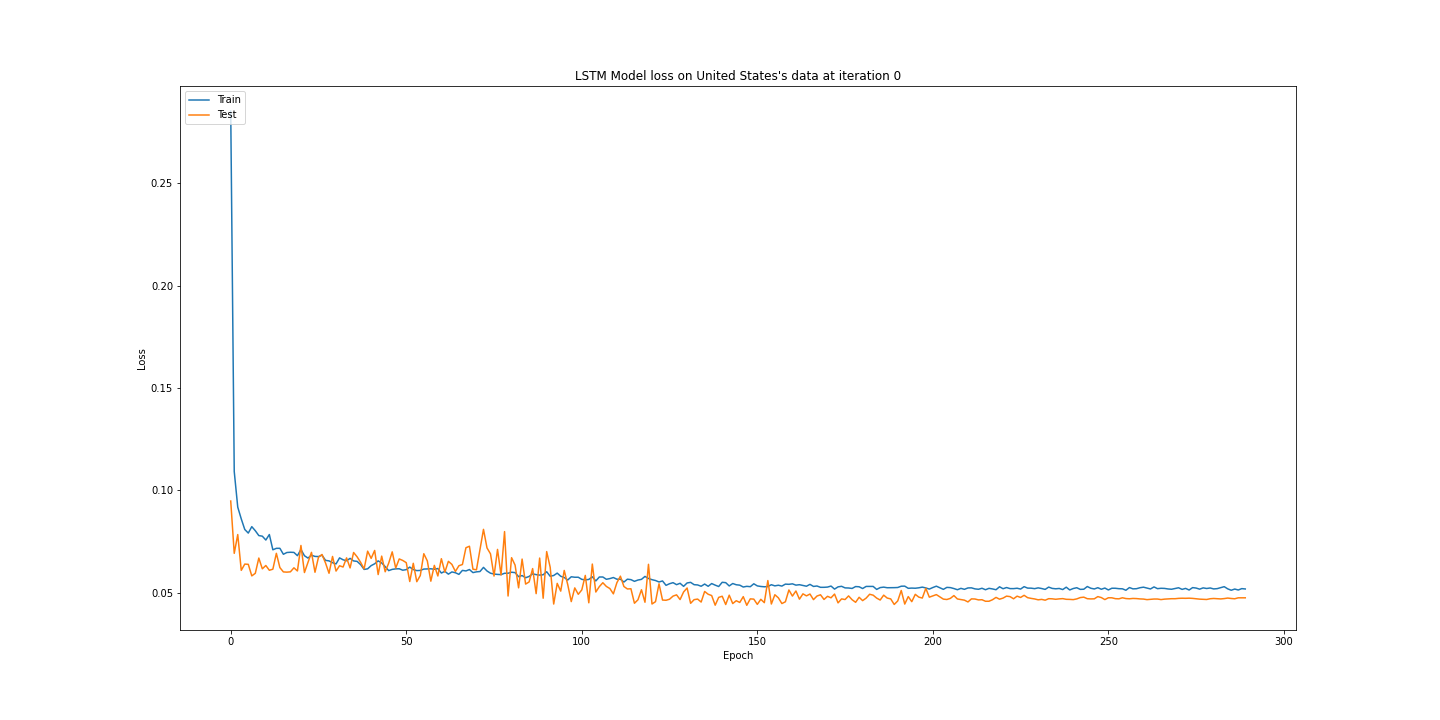 LSTM Model loss on United States's data at iteration 0
Train
Test
0.25
0.20
0.15
0.10
0.05
Loss
0 50 100 150 200 250 300
Epoch